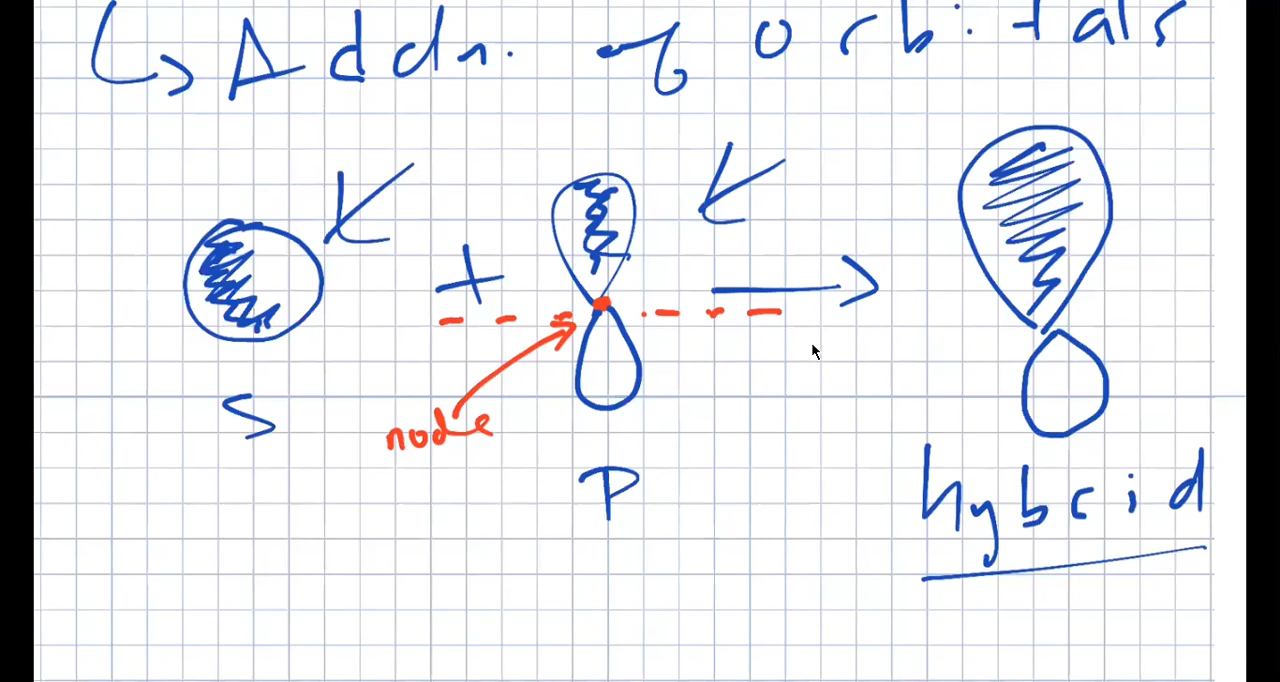 ↳ Addn. of orbitals
+ →
node
S
P
hybrid